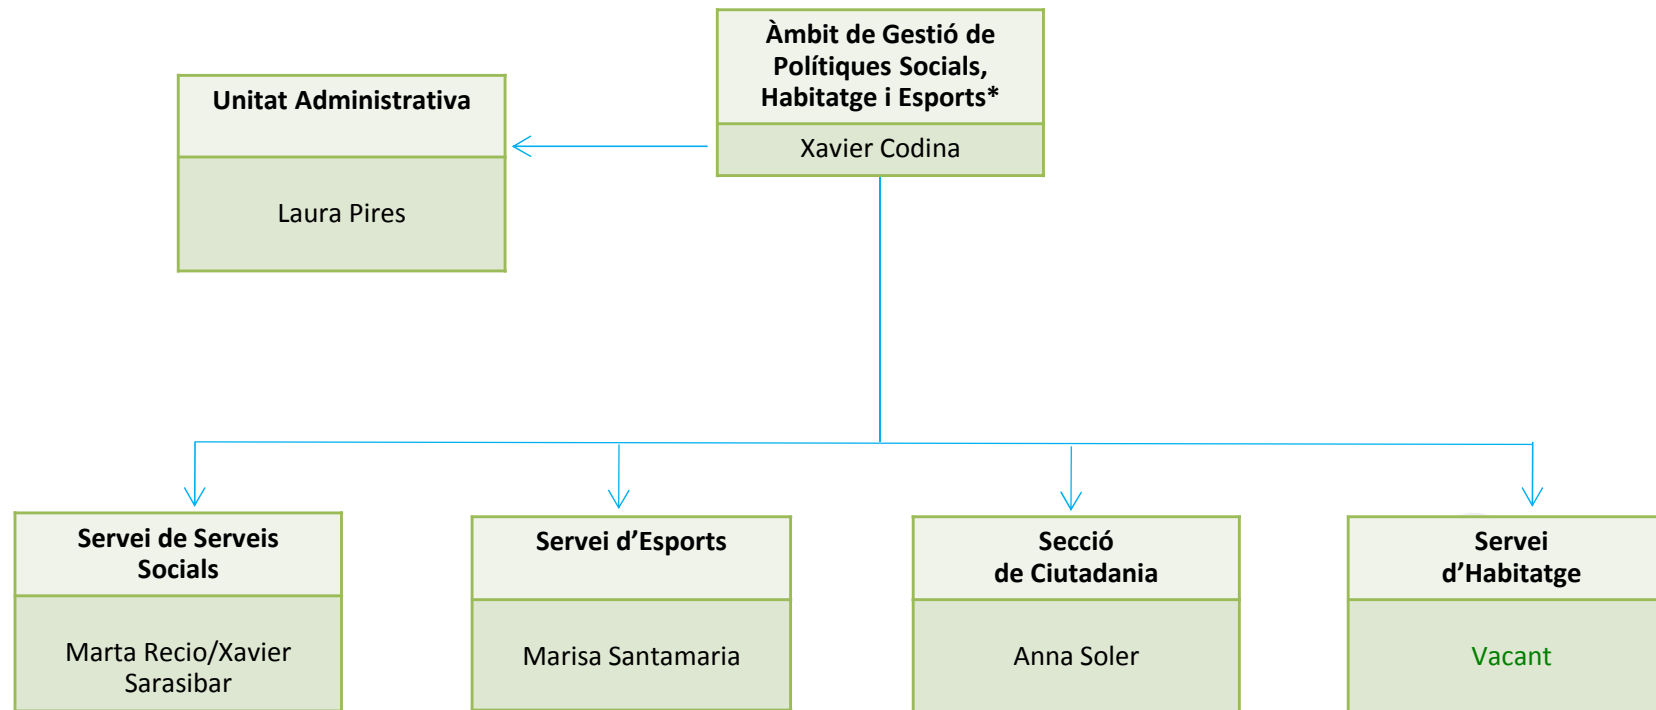 Àmbit de Gestió de
Polítiques Socials,
Habitatge i Esports*
Xavier Codina
Unitat Administrativa
Laura Pires
Servei de Serveis
Socials
Marta Recio/Xavier
Sarasibar
Servei d’Esports
Marisa Santamaria
Secció
de Ciutadania
Anna Soler
Servei
d’Habitatge
Vacant